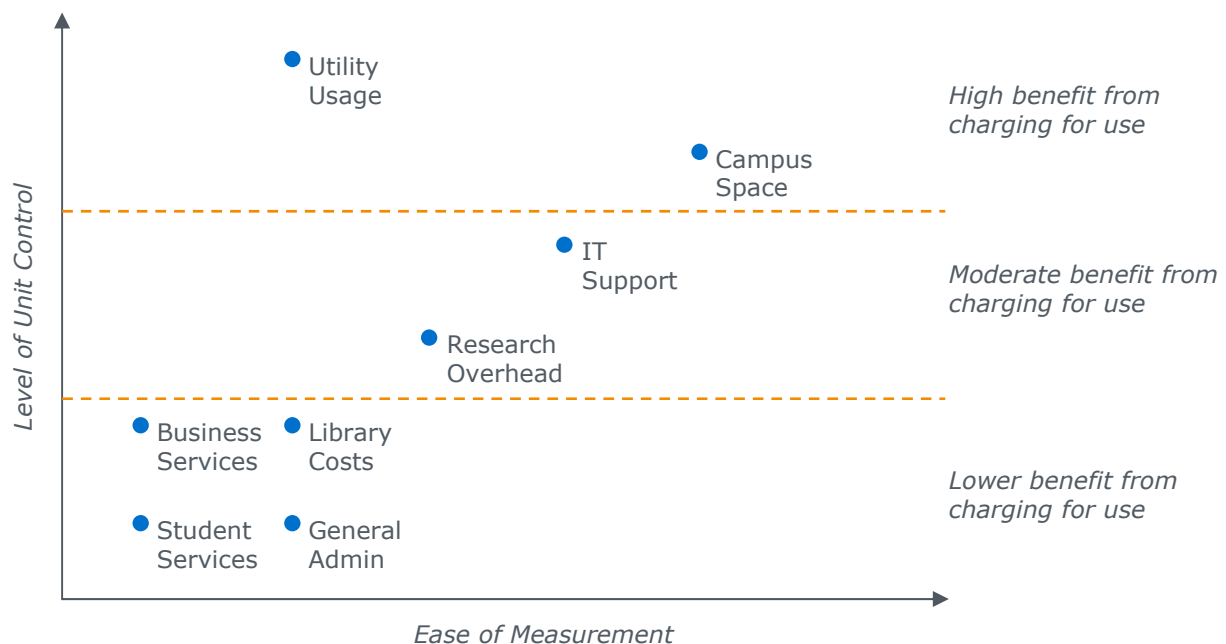 Utility
Usage
High benefit from
charging for use
Campus
Space
Level of Unit Control
IT
Support
Moderate benefit from
charging for use
Research
Overhead
Business
Services
Library
Costs
Lower benefit from
charging for use
Student
Services
General
Admin
Ease of Measurement